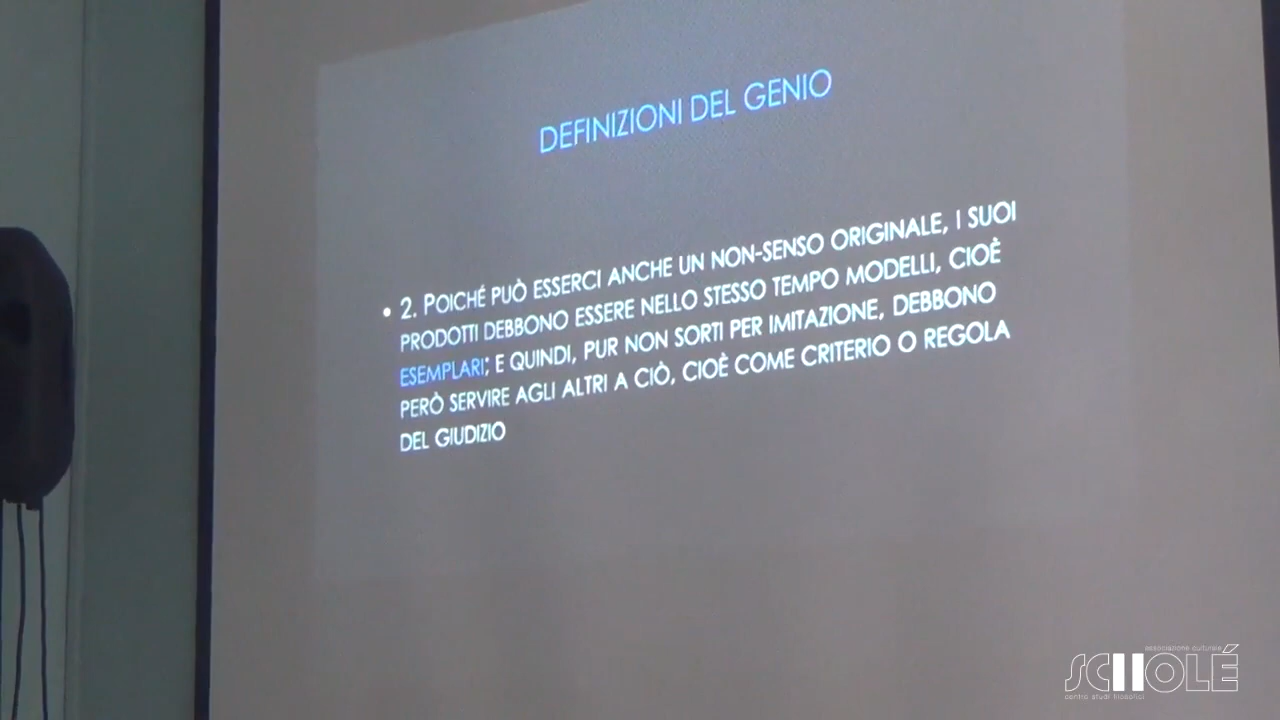 DEFINIZIONI DEL GENIO
• 2. POICHÉ PUÒ ESSERCI ANCHE UN NON-SENSO ORIGINALE, I SUOI
PRODOTTI DEBBONO ESSERE NELLO STESSO TEMPO MODELLI, CIOÈ
ESEMPLARI; E QUINDI, PUR NON SORTI PER IMITAZIONE, DEBBONO
PERÒ SERVIRE AGLI ALTRI A CIÒ, CIOÈ COME CRITERIO O REGOLA
DEL GIUDIZIO
associazione culturale
SCHOLÉ
centro studi filosofici